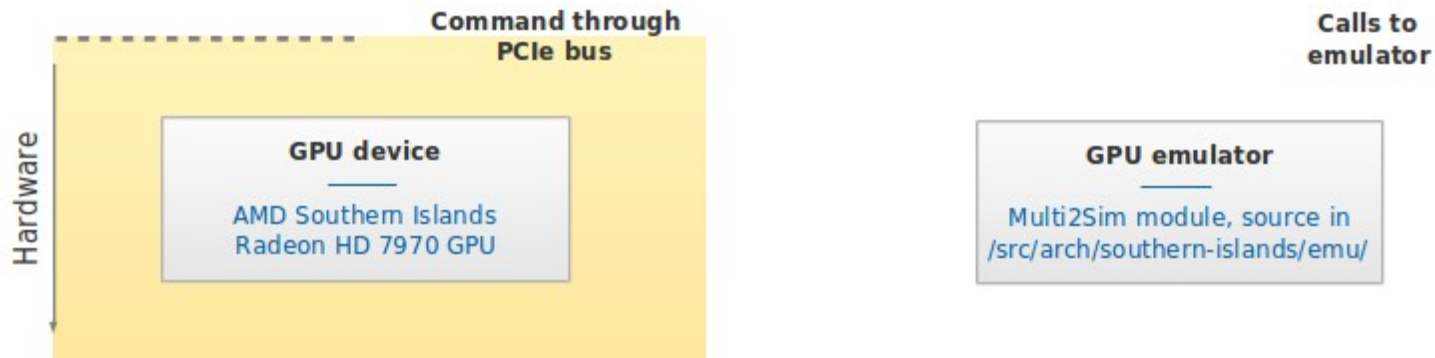 Command through
PCIe bus
Calls to
emulator
Hardware
GPU device
AMD Southern Islands
Radeon HD 7970 GPU
GPU emulator
Multi2Sim module, source in
/src/arch/southern-islands/emu/